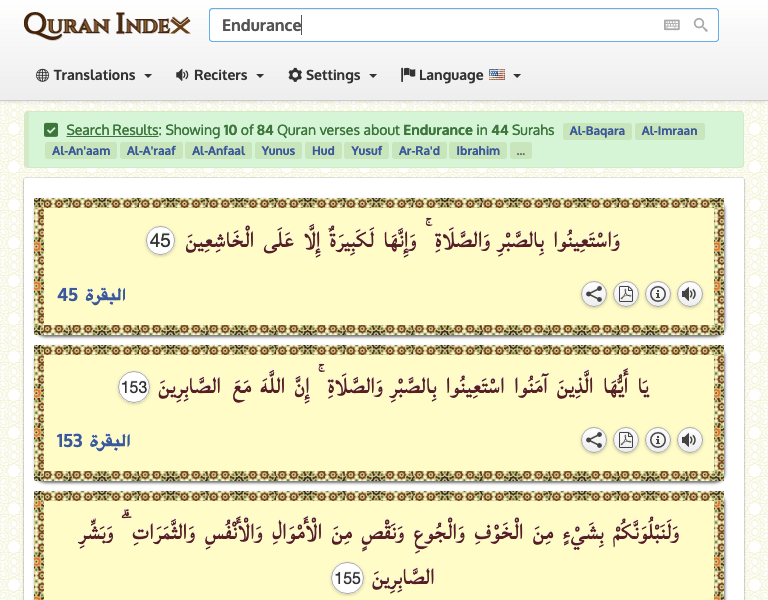 QURAN INDEX
Endurance
Translations Reciters Settings Language
Search Results: Showing 10 of 84 Quran verses about Endurance in 44 Surahs Al-Baqara Al-Imraan
Al-An'aam Al-A'raaf Al-Anfaal Yunus Hud Yusuf Ar-Ra'd Ibrahim ...
وَاسْتَعِينُوا بِالصَّبْرِ وَالصَّلَاةِ ۚ وَإِنَّهَا لَكَبِيرَةٌ إِلَّا عَلَى الْخَاشِعِينَ 45
البقرة 45
يَا أَيُّهَا الَّذِينَ آمَنُوا اسْتَعِينُوا بِالصَّبْرِ وَالصَّلَاةِ ۚ إِنَّ اللَّهَ مَعَ الصَّابِرِينَ 153
البقرة 153
وَلَنَبْلُوَنَّكُمْ بِشَيْءٍ مِنَ الْخَوْفِ وَالْجُوعِ وَنَقْصٍ مِنَ الْأَمْوَالِ وَالْأَنْفُسِ وَالثَّمَرَاتِ ۗ وَبَشِّرِ
الصَّابِرِينَ 155